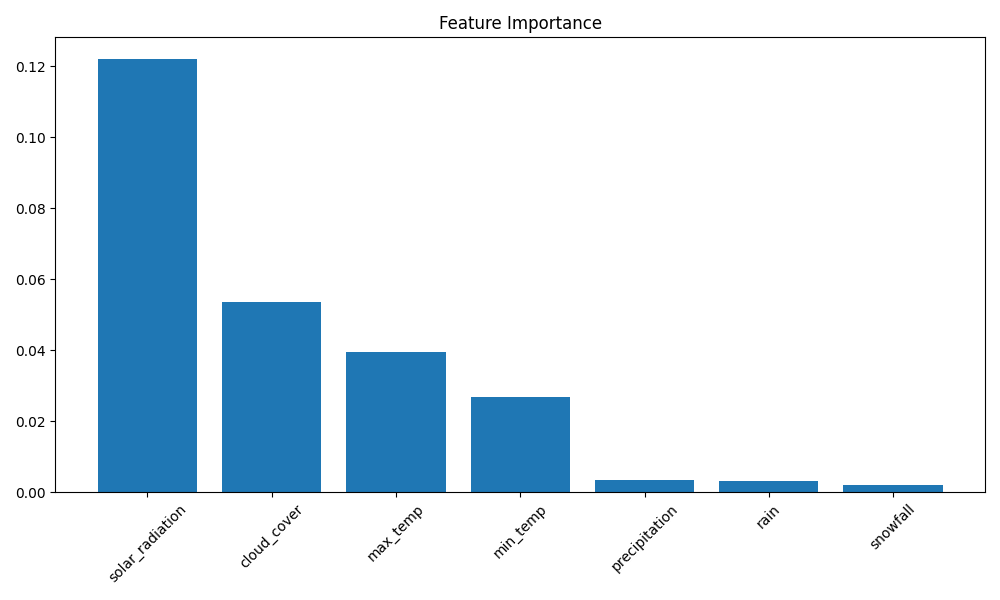 Feature Importance
0.12
0.10
0.08
0.06
0.04
0.02
0.00
solar_radiation
cloud_cover
max_temp
min_temp
precipitation
rain
snowfall